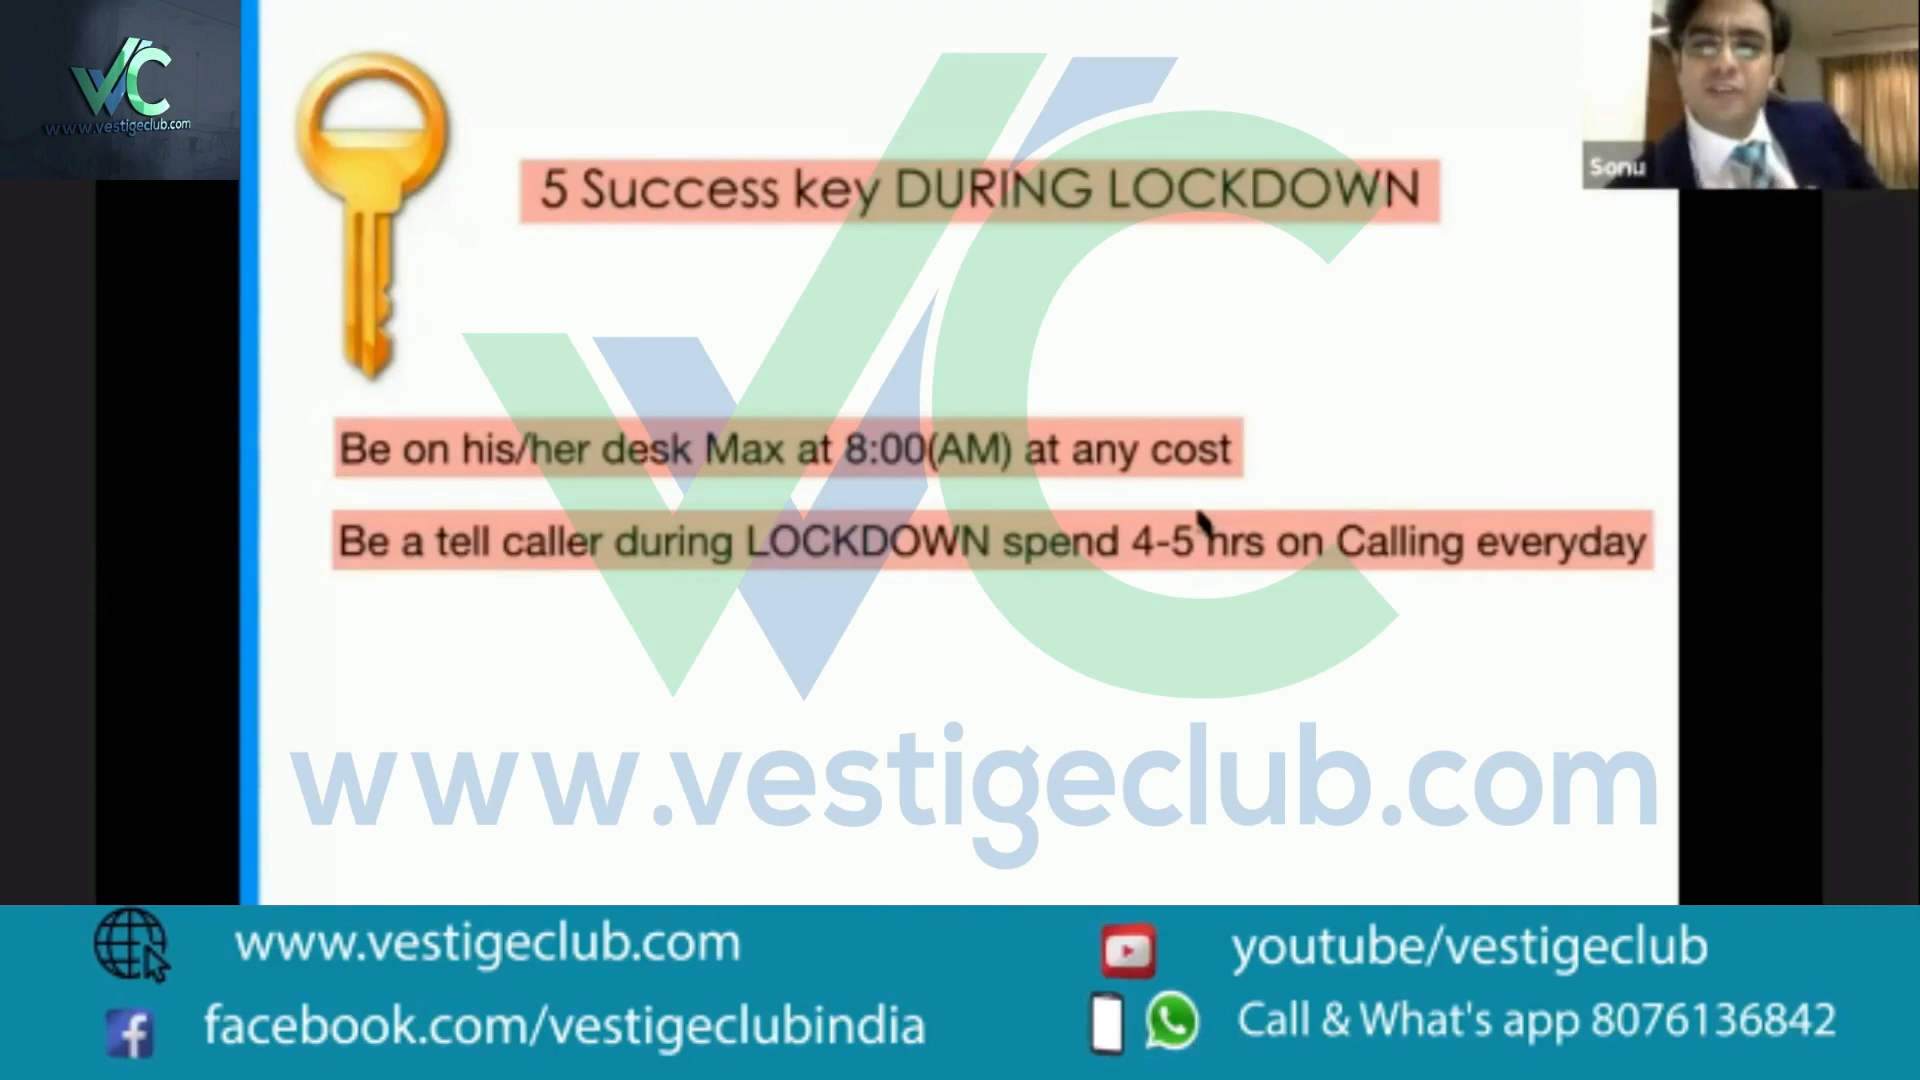 VC
www.vestigeclub.com
Sonu
5 Success key DURING LOCKDOWN
Be on his/her desk Max at 8:00(AM) at any cost
Be a tell caller during LOCKDOWN spend 4-5 hrs on Calling everyday
www.vestigeclub.com
www.vestigeclub.com
youtube/vestigeclub
facebook.com/vestigeclubindia
Call & What's app 8076136842